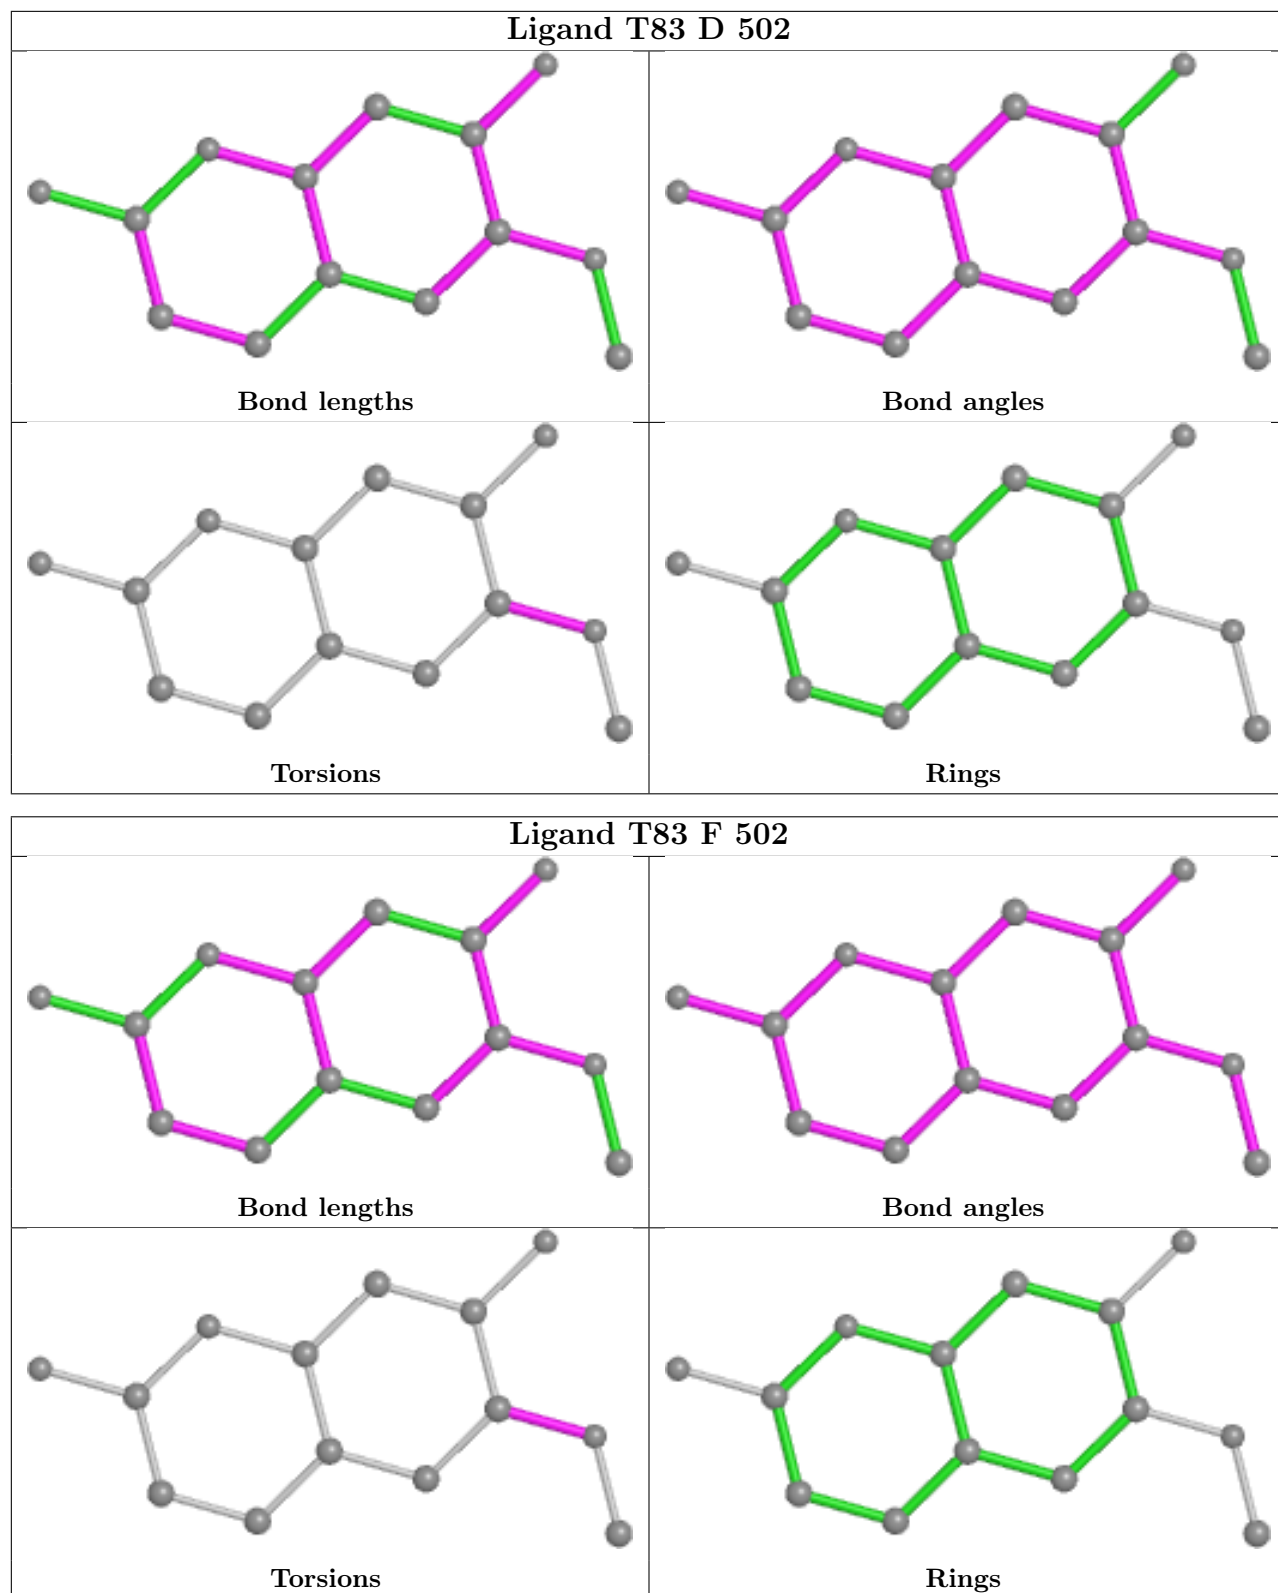 Ligand T83 D 502
Bond lengths
Bond angles
Torsions
Rings
Ligand T83 F 502
Bond lengths
Bond angles
Torsions
Rings